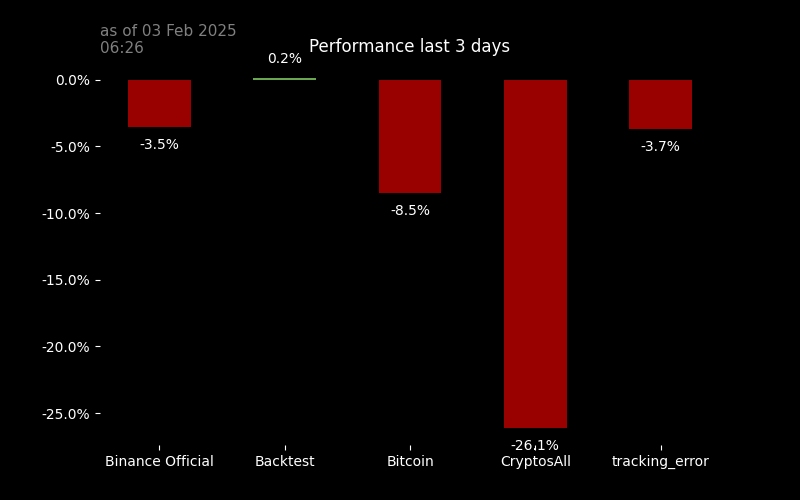 as of 03 Feb 2025
06:26
Performance last 3 days
0.2%
0.0%
-3.5%
-3.7%
-5.0%
-8.5%
-10.0%
-15.0%
-20.0%
-25.0%
-26.1%
Binance Official
Backtest
Bitcoin
CryptosAll
tracking_error